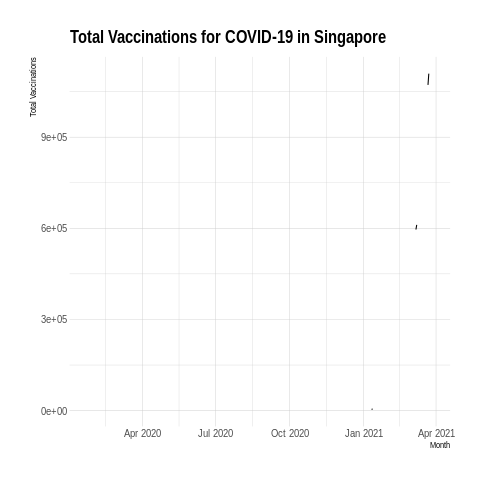 Total Vaccinations for COVID-19 in Singapore
Total Vaccinations
9e+05
6e+05
3e+05
0e+00
Apr 2020 Jul 2020 Oct 2020 Jan 2021 Apr 2021
Month